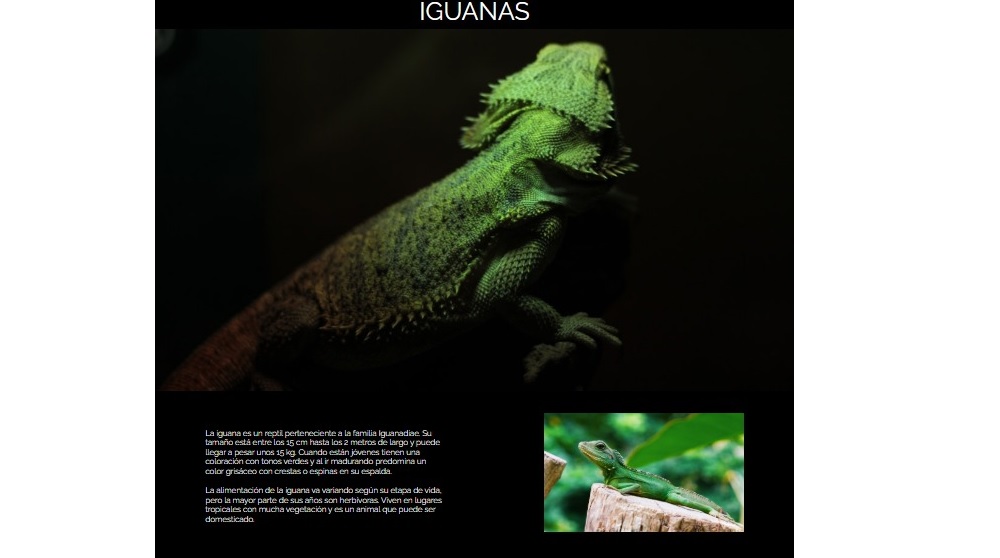 IGUANAS
La iguana es un reptil perteneciente a la familia Iguanadiae. Su
tamaño está entre los 15 cm hasta los 2 metros de largo y puede
llegar a pesar unos 15 kg. Cuando están jóvenes tienen una
coloración con tonos verdes y al ir madurando predomina un
color grisáceo con crestas o espinas en su espalda.
La alimentación de la iguana va variando según su etapa de vida,
pero la mayor parte de sus años son herbívoras. Viven en lugares
tropicales con mucha vegetación y es un animal que puede ser
domesticado.